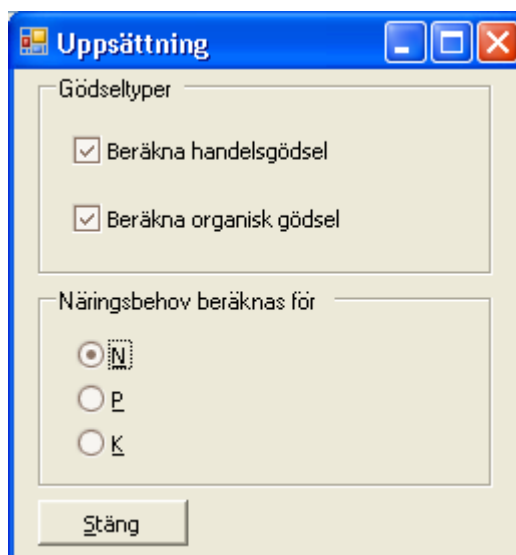 Uppsättning
Gödseltyper
Beräkna handelsgödsel
Beräkna organisk gödsel
Näringsbehov beräknas för
N
P
K
Stäng